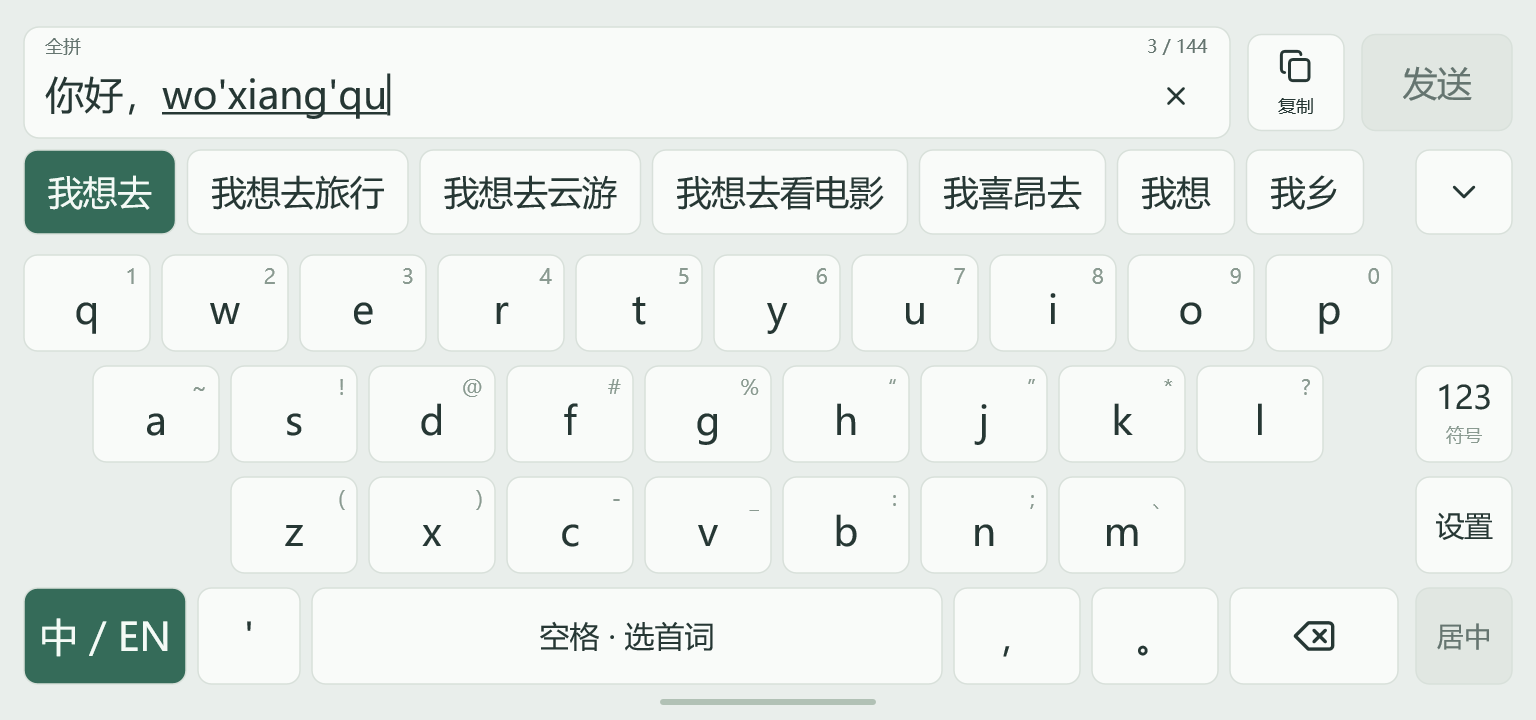 全拼 3 / 144
你好，wo'xiang'qu
复制
发送
我想去 我想去旅行 我想去云游 我想去看电影 我喜昂去 我想 我乡
1 2 3 4 5 6 7 8 9 0
q w e r t y u i o p
~ ! @ # % “ ” * ?
a s d f g h j k l
123
符号
( ) - _ : ; 、
z x c v b n m
设置
中 / EN ' 空格 · 选首词 ， 。 居中